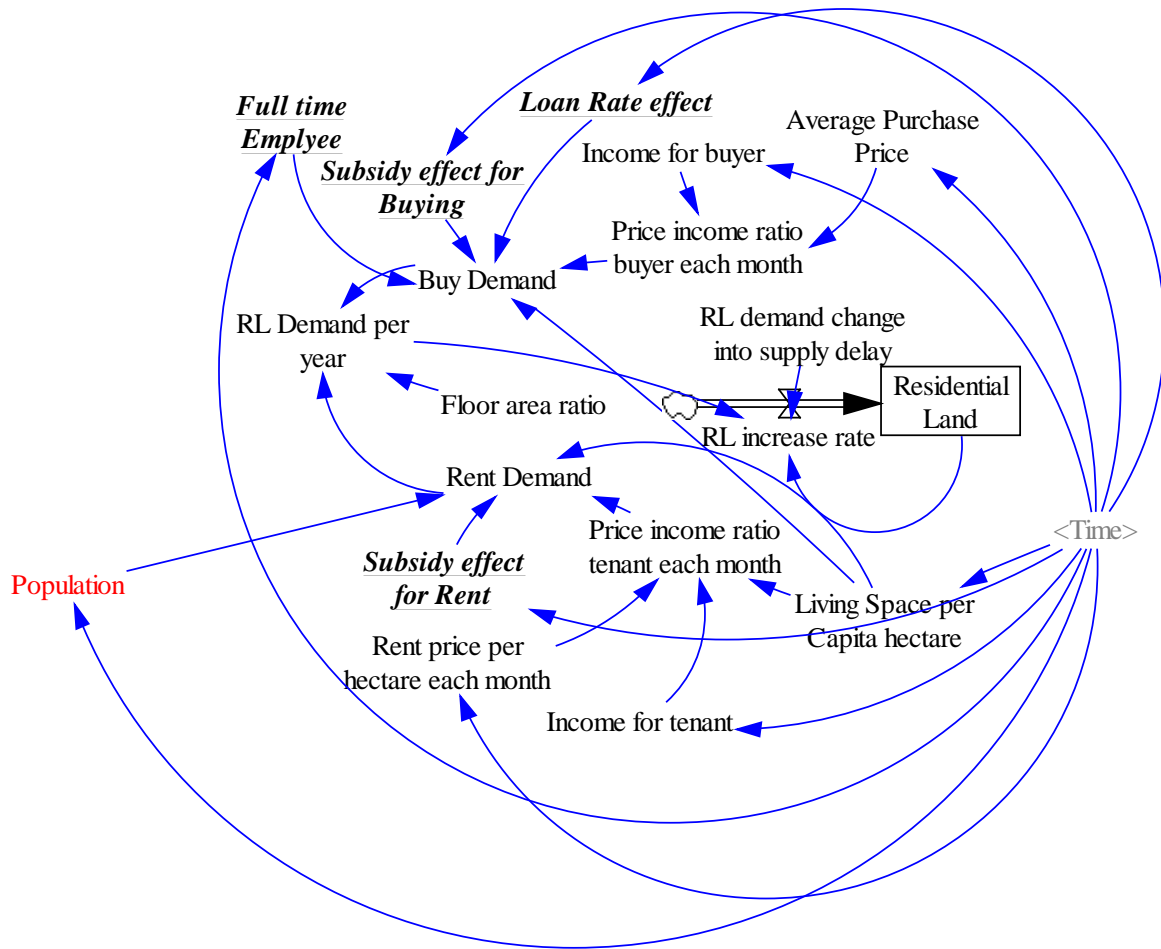 Full time
Emplyee
Loan Rate effect
Average Purchase
Price
Income for buyer
Subsidy effect for
Buying
Price income ratio
buyer each month
Buy Demand
RL Demand per
year
RL demand change
into supply delay
Residential
Land
Floor area ratio
RL increase rate
Rent Demand
Price income ratio
tenant each month
<Time>
Subsidy effect
for Rent
Population
Living Space per
Capita hectare
Rent price per
hectare each month
Income for tenant